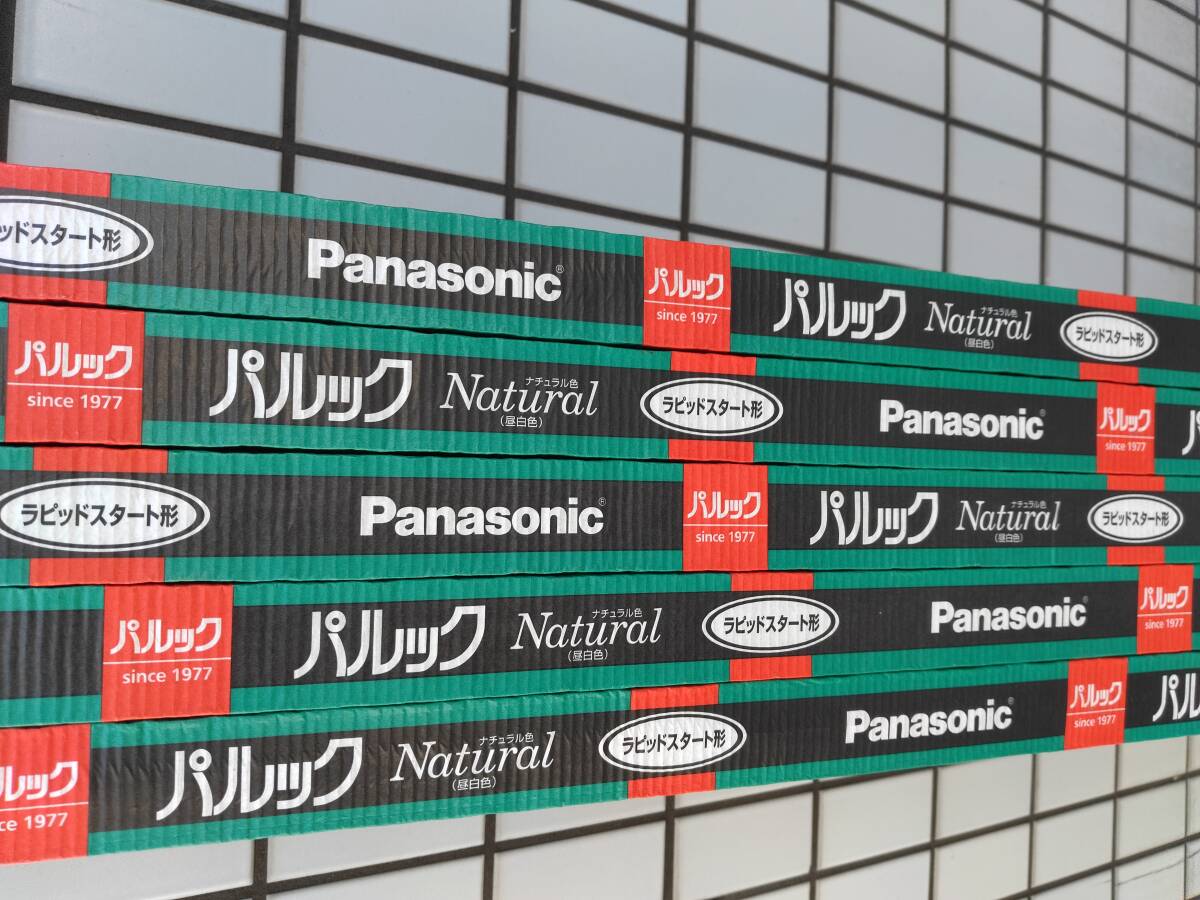 ッドスタート形 Panasonic® パルック since 1977 パルック Natural ナチュラル色 (昼白色) ラピッドスタート形
パルック since 1977 パルック Natural ナチュラル色 (昼白色) ラピッドスタート形 Panasonic® パルック since 1977 パ
ラピッドスタート形 Panasonic® パルック since 1977 パルック Natural ナチュラル色 (昼白色) ラピッドスタート形
パルック since 1977 パルック Natural ナチュラル色 (昼白色) ラピッドスタート形 Panasonic® パルック since 1977
ルック ce 1977 パルック Natural ナチュラル色 (昼白色) ラピッドスタート形 Panasonic® パルック since 1977 パル